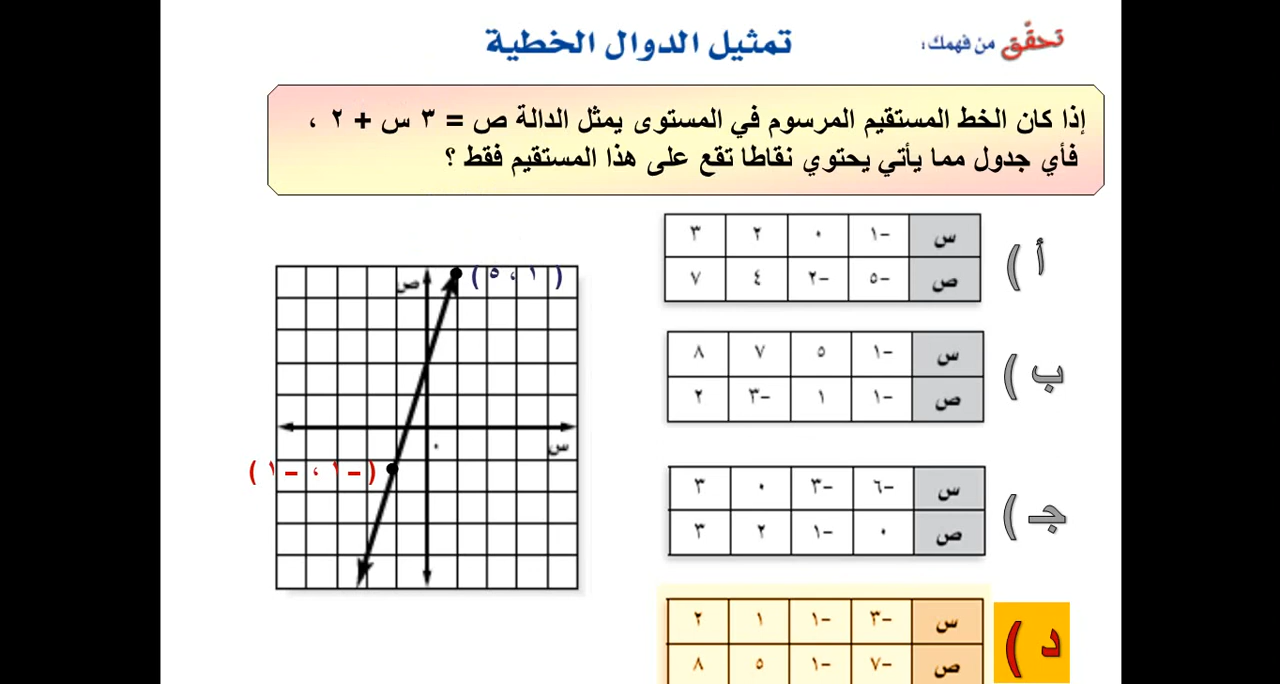 تحقّق من فهمك:
تمثيل الدوال الخطية
إذا كان الخط المستقيم المرسوم في المستوى يمثل الدالة ص = ٣ س + ٢ ،
فأي جدول مما يأتي يحتوي نقاطا تقع على هذا المستقيم فقط ؟
أ )
س -١ ٠ ٢ ٣
ص -٥ -٢ ٤ ٧
ب )
س -١ ٥ ٧ ٨
ص -١ ١ -٣ ٢
جـ )
س -٦ -٣ ٠ ٣
ص ٠ -١ ٢ ٣
د )
س -٣ -١ ١ ٢
ص -٧ -١ ٥ ٨
ص
( ١ ، ٥ )
س
٠
( -١ ، -١ )